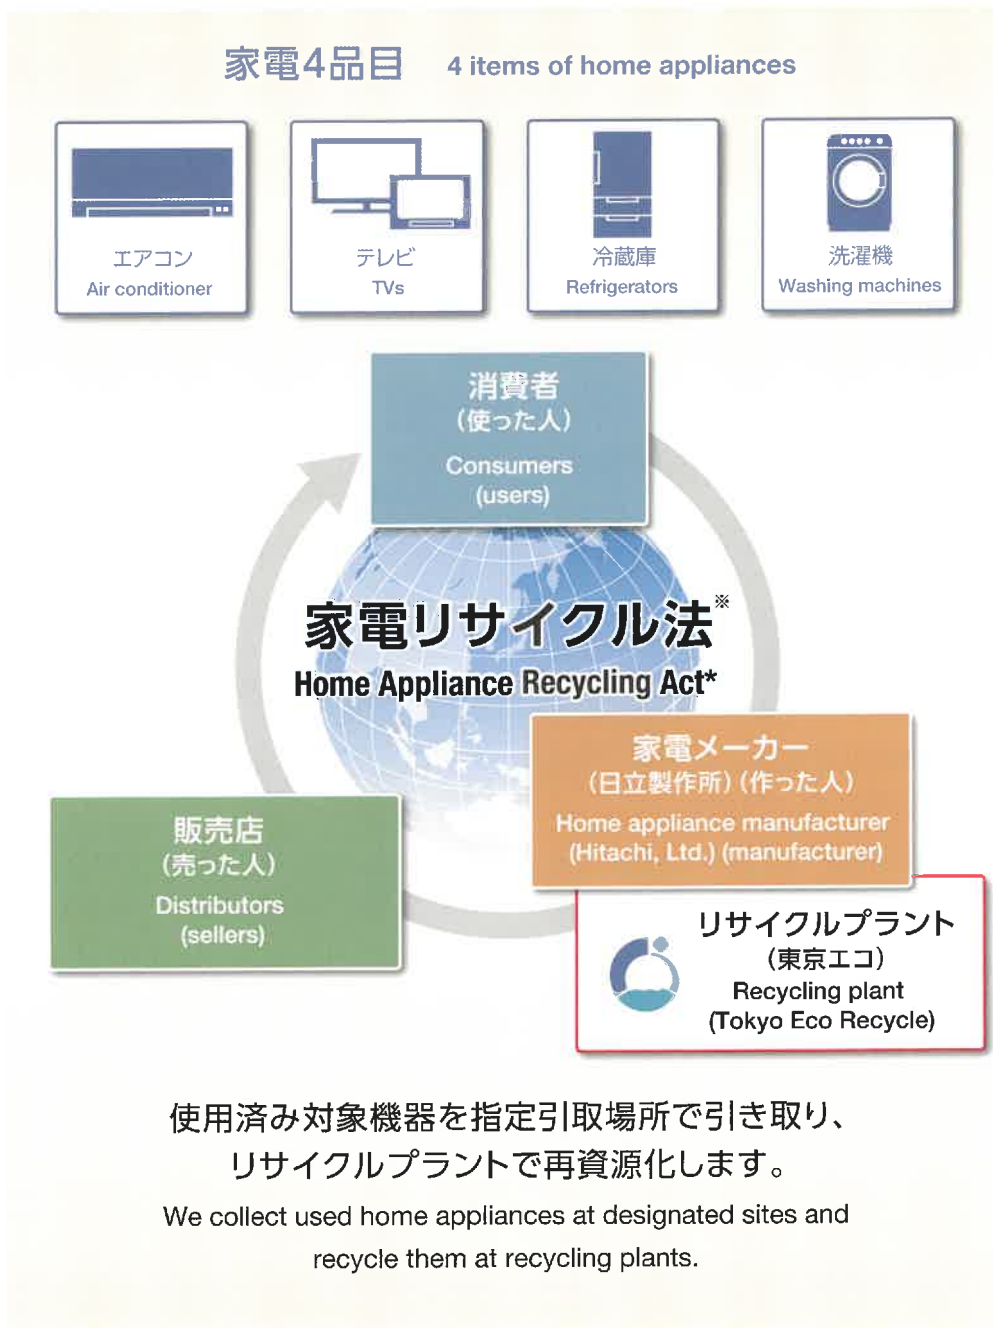 家電4品目 4 items of home appliances
エアコン
Air conditioner
テレビ
TVs
冷蔵庫
Refrigerators
洗濯機
Washing machines
消費者
(使った人)
Consumers
(users)
家電リサイクル法※
Home Appliance Recycling Act*
家電メーカー
(日立製作所)(作った人)
Home appliance manufacturer
(Hitachi, Ltd.) (manufacturer)
販売店
(売った人)
Distributors
(sellers)
リサイクルプラント
(東京エコ)
Recycling plant
(Tokyo Eco Recycle)
使用済み対象機器を指定引取場所で引き取り、
リサイクルプラントで再資源化します。
We collect used home appliances at designated sites and
recycle them at recycling plants.